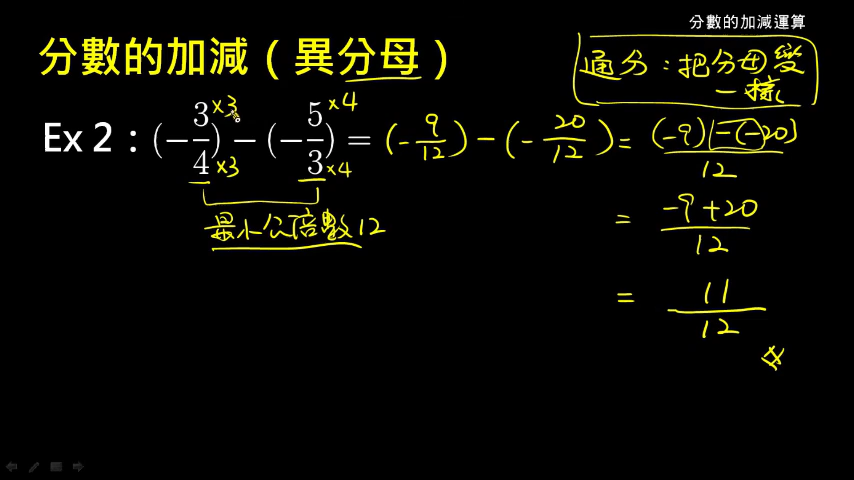 分數的加減運算
分數的加減（異分母）
通分：把分母變
一樣
Ex 2：(−3/4) − (−5/3) = (−9/12) − (−20/12) = (−9)−(−20)/12
×3 ×4
×3 ×4
最小公倍數12
= −9+20/12
= 11/12
#